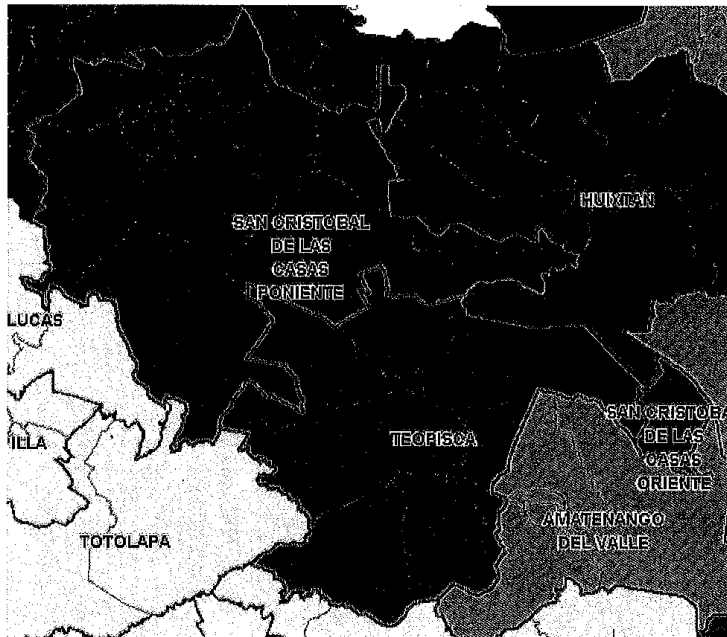 HUIXTAN
SAN CRISTOBAL
DE LAS
CASAS
PONIENTE
LUCAS
SAN CRISTOBA
DE LAS
CASAS
ORIENTE
TEOPISCA
ILLA
AMATENANGO
DEL VALLE
TOTOLAPA